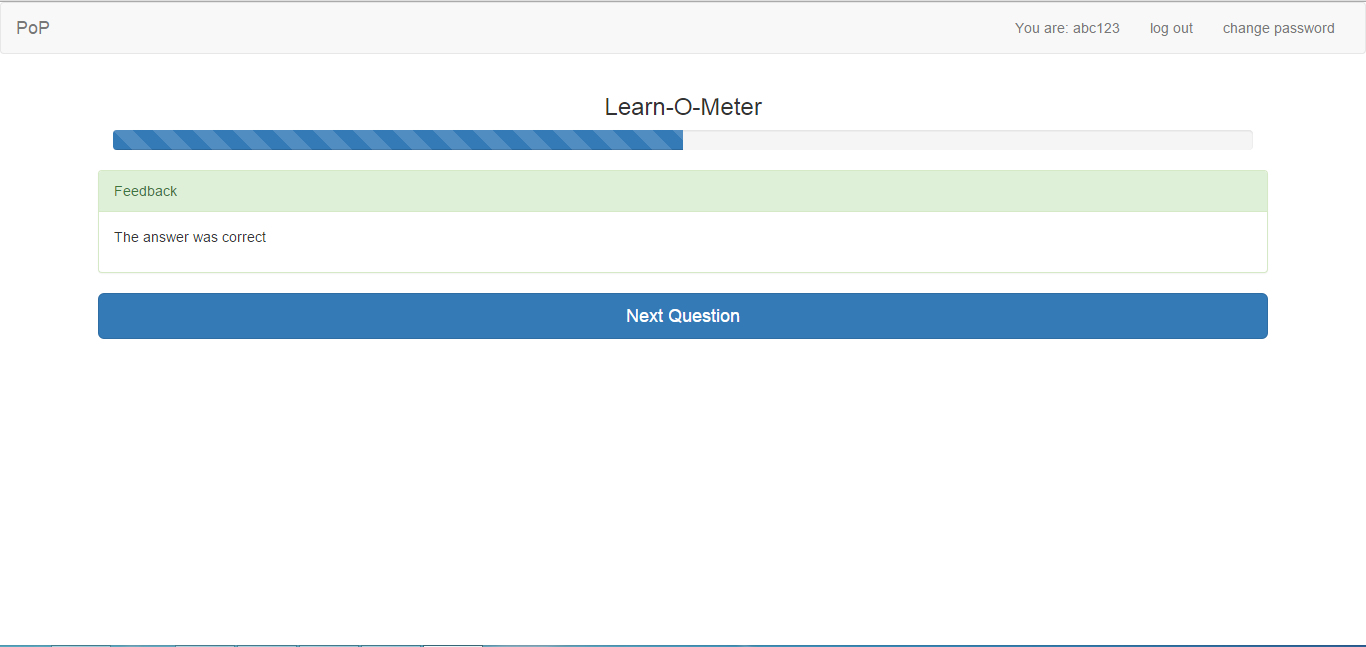 PoP You are: abc123 log out change password
Learn-O-Meter
Feedback
The answer was correct
Next Question